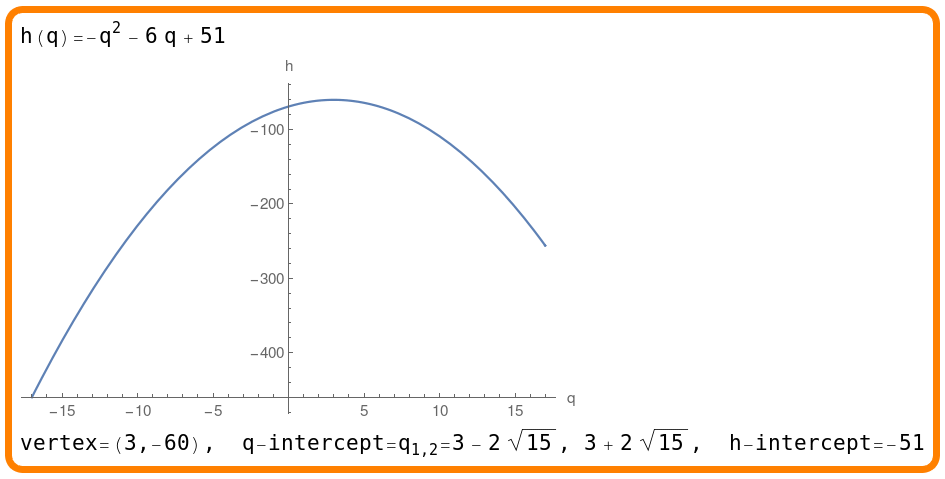 h(q)=-q² - 6 q + 51
h
-100
-200
-300
-400
-15 -10 -5 5 10 15 q
vertex=(3,-60), q-intercept=q₁,₂=3 - 2 √15, 3 + 2 √15, h-intercept=-51